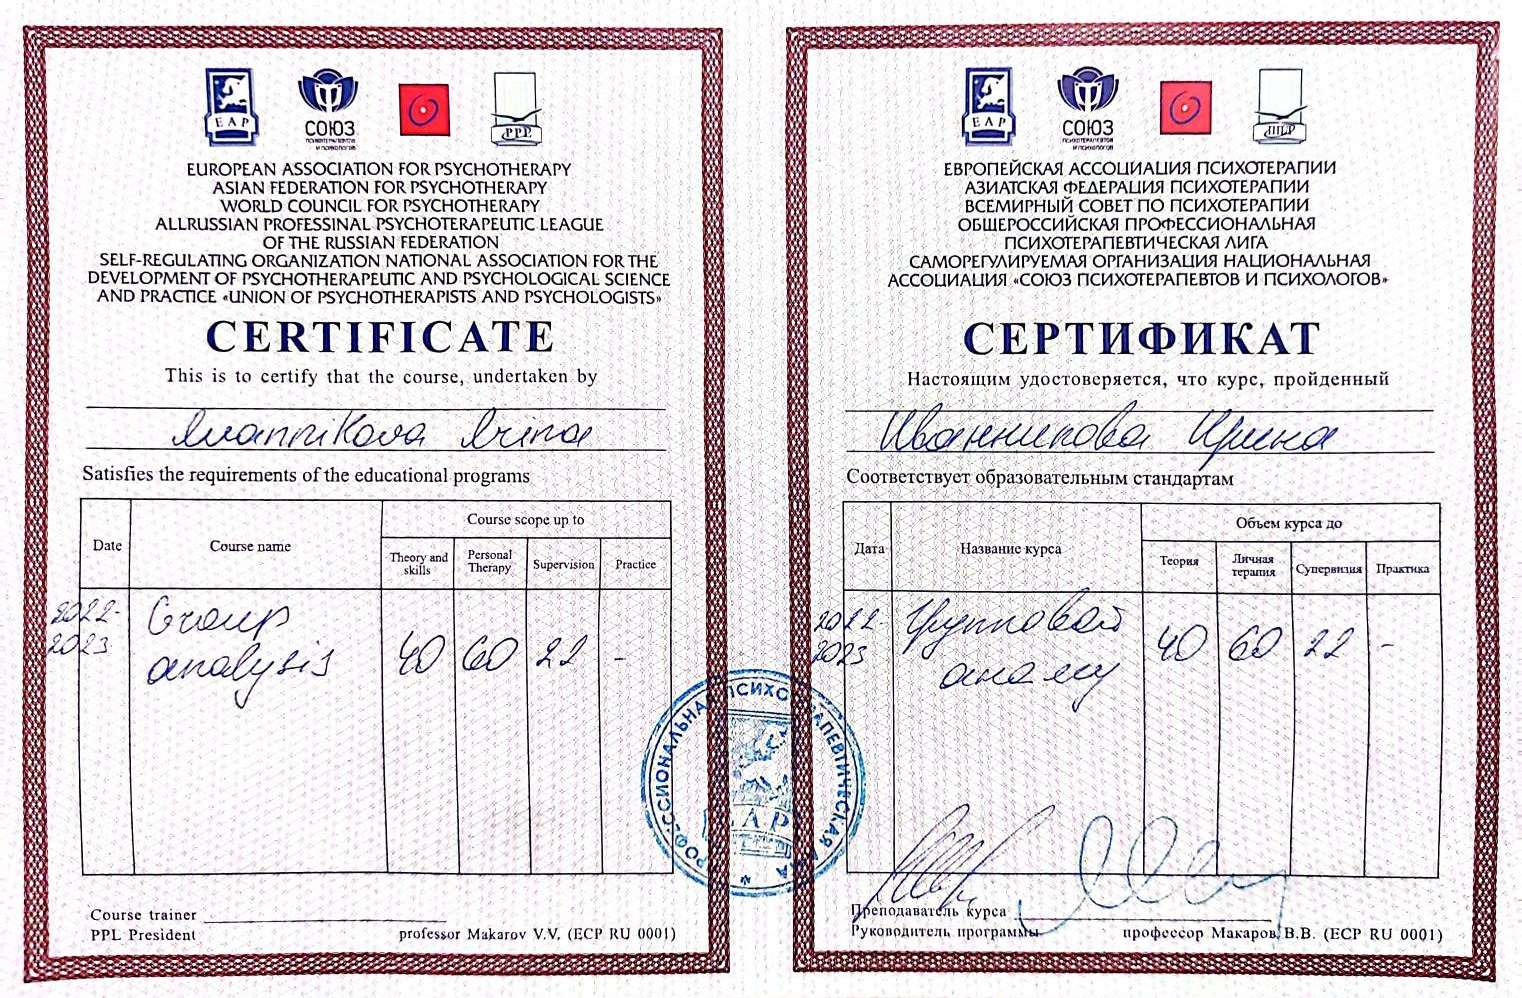 EAP
СОЮЗ
ПСИХОТЕРАПЕВТОВ
И ПСИХОЛОГОВ
PPL
EUROPEAN ASSOCIATION FOR PSYCHOTHERAPY
ASIAN FEDERATION FOR PSYCHOTHERAPY
WORLD COUNCIL FOR PSYCHOTHERAPY
ALLRUSSIAN PROFESSINAL PSYCHOTERAPEUTIC LEAGUE
OF THE RUSSIAN FEDERATION
SELF-REGULATING ORGANIZATION NATIONAL ASSOCIATION FOR THE
DEVELOPMENT OF PSYCHOTHERAPEUTIC AND PSYCHOLOGICAL SCIENCE
AND PRACTICE «UNION OF PSYCHOTHERAPISTS AND PSYCHOLOGISTS»
CERTIFICATE
This is to certify that the course, undertaken by
Ivannikova Irina
Satisfies the requirements of the educational programs
Date
Course name
Course scope up to
Theory and
skills
Personal
Therapy
Supervision
Practice
2022-
2023
Group
analysis
40
60
22
-
Course trainer
PPL President
professor Makarov V.V. (ECP RU 0001)
EAP
СОЮЗ
ПСИХОТЕРАПЕВТОВ
И ПСИХОЛОГОВ
ППЛ
ЕВРОПЕЙСКАЯ АССОЦИАЦИЯ ПСИХОТЕРАПИИ
АЗИАТСКАЯ ФЕДЕРАЦИЯ ПСИХОТЕРАПИИ
ВСЕМИРНЫЙ СОВЕТ ПО ПСИХОТЕРАПИИ
ОБЩЕРОССИЙСКАЯ ПРОФЕССИОНАЛЬНАЯ
ПСИХОТЕРАПЕВТИЧЕСКАЯ ЛИГА
САМОРЕГУЛИРУЕМАЯ ОРГАНИЗАЦИЯ НАЦИОНАЛЬНАЯ
АССОЦИАЦИЯ «СОЮЗ ПСИХОТЕРАПЕВТОВ И ПСИХОЛОГОВ»
СЕРТИФИКАТ
Настоящим удостоверяется, что курс, пройденный
Иванникова Ирина
Соответствует образовательным стандартам
Дата
Название курса
Объем курса до
Теория
Личная
терапия
Супервизия
Практика
2022-
2023
Групповой
анализ
40
60
22
-
Преподаватель курса
Руководитель программы
профессор Макаров В.В. (ECP RU 0001)
ПРОФЕССИОНАЛЬНАЯ ПСИХОТЕРАПЕВТИЧЕСКАЯ ЛИГА
EAP